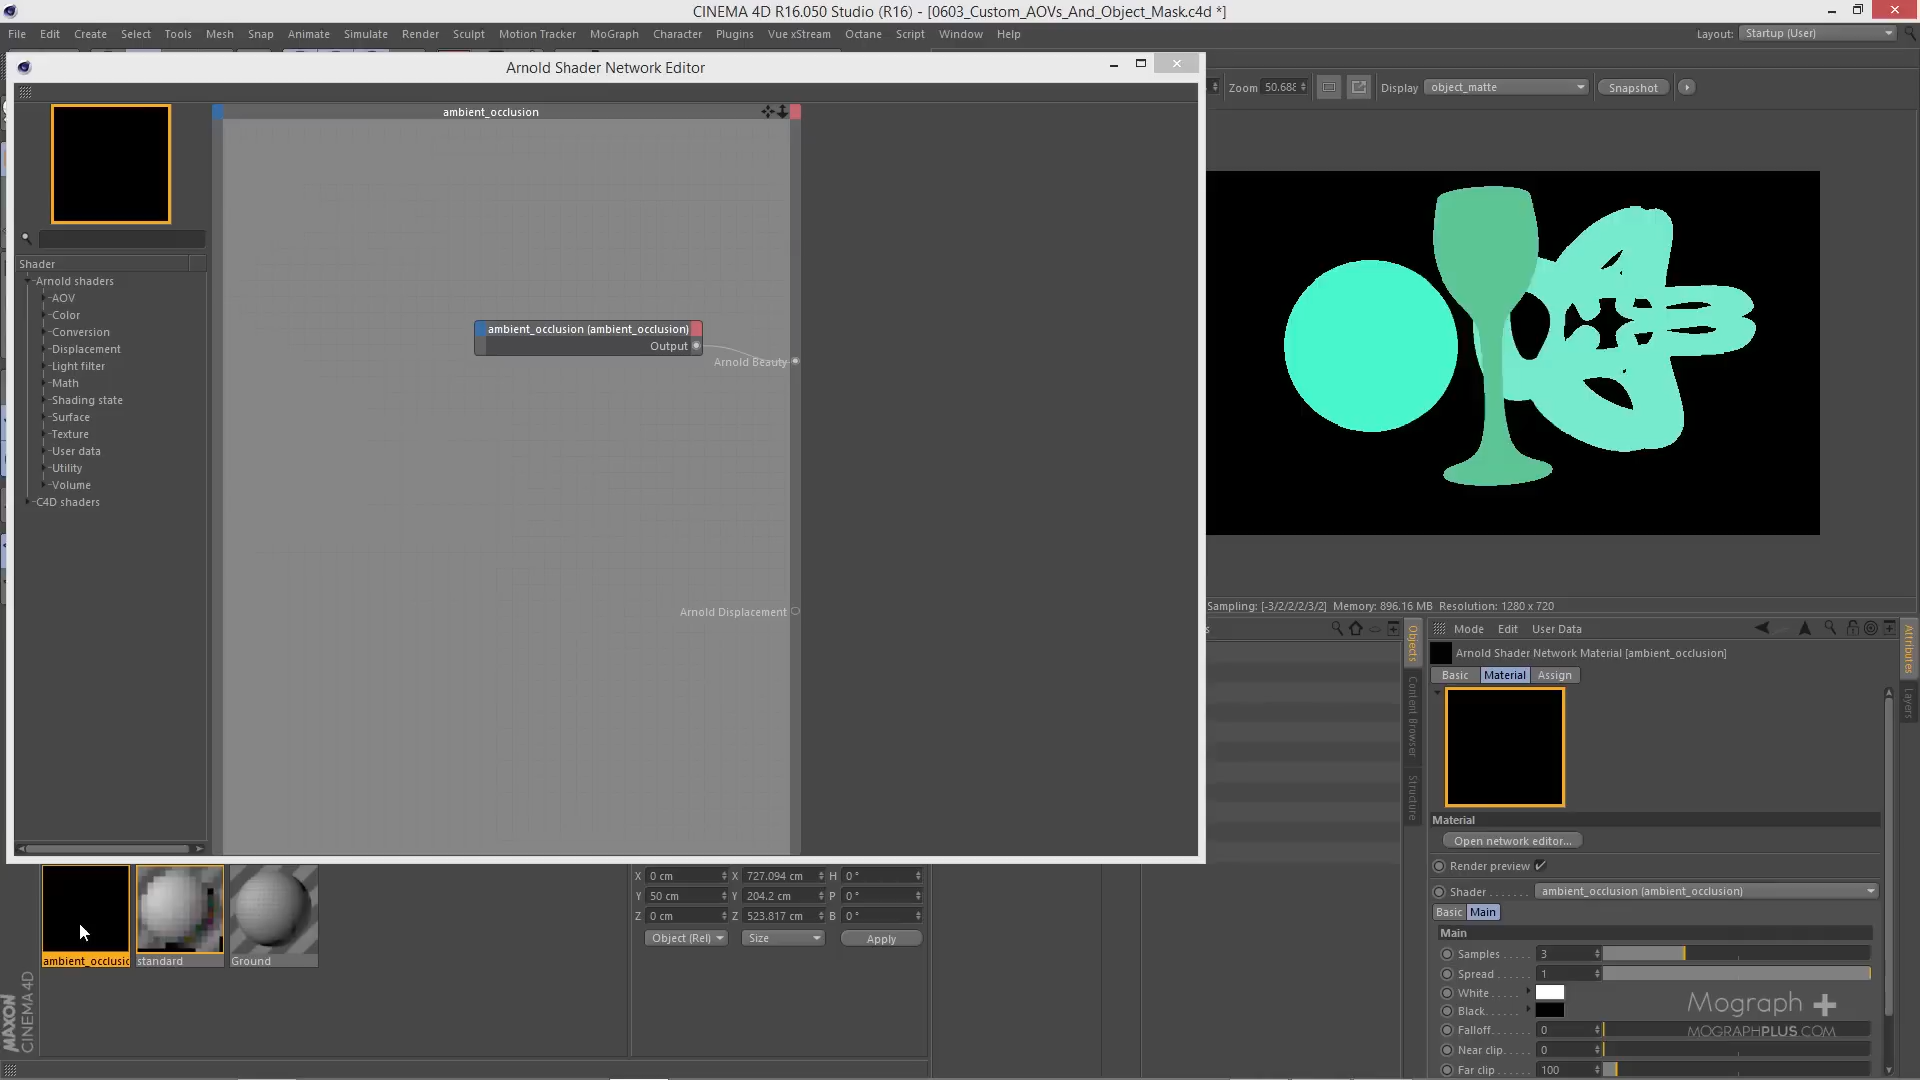 CINEMA 4D R16.050 Studio (R16) - [0603_Custom_AOVs_And_Object_Mask.c4d *]
File Edit Create Select Tools Mesh Snap Animate Simulate Render Sculpt Motion Tracker MoGraph Character Plugins Vue xStream Octane Script Window Help Layout: Startup (User)
Arnold Shader Network Editor
Zoom 50.688 Display object_matte Snapshot
ambient_occlusion
Shader
Arnold shaders
AOV
Color
Conversion
Displacement
Light filter
Math
Shading state
Surface
Texture
User data
Utility
Volume
C4D shaders
ambient_occlusion (ambient_occlusion)
Output
Arnold Beauty
Arnold Displacement
Sampling: [-3/2/2/2/3/2] Memory: 896.16 MB Resolution: 1280 x 720
Objects
Content Browser
Structure
Mode Edit User Data
Attributes
Layers
Arnold Shader Network Material [ambient_occlusion]
Basic Material Assign
Material
Open network editor...
Render preview
Shader ....... ambient_occlusion (ambient_occlusion)
Basic Main
Main
Samples ..... 3
Spread ...... 1
White .....
Black.....
Falloff..... 0
Near clip... 0
Far clip .... 100
X 0 cm X 727.094 cm H 0 °
Y 50 cm Y 204.2 cm P 0 °
Z 0 cm Z 523.817 cm B 0 °
Object (Rel) Size Apply
ambient_occlusio
standard
Ground
MAXON
CINEMA 4D
Mograph +
MOGRAPHPLUS.COM